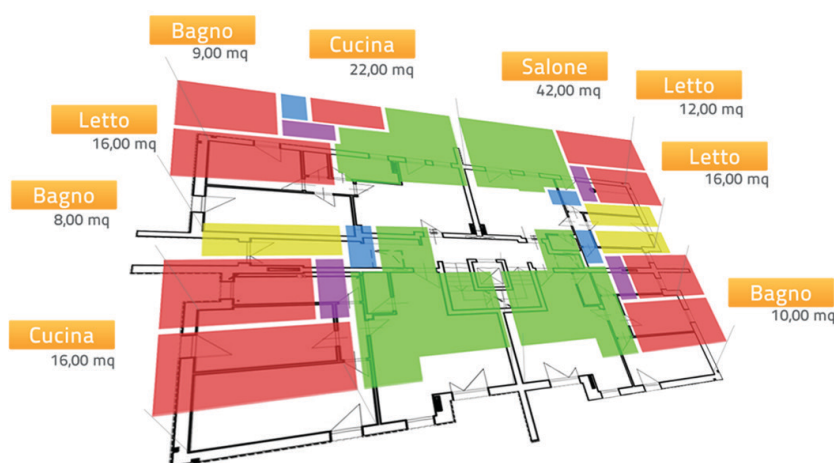 Bagno
9,00 mq
Cucina
22,00 mq
Salone
42,00 mq
Letto
12,00 mq
Letto
16,00 mq
Letto
16,00 mq
Bagno
8,00 mq
Bagno
10,00 mq
Cucina
16,00 mq